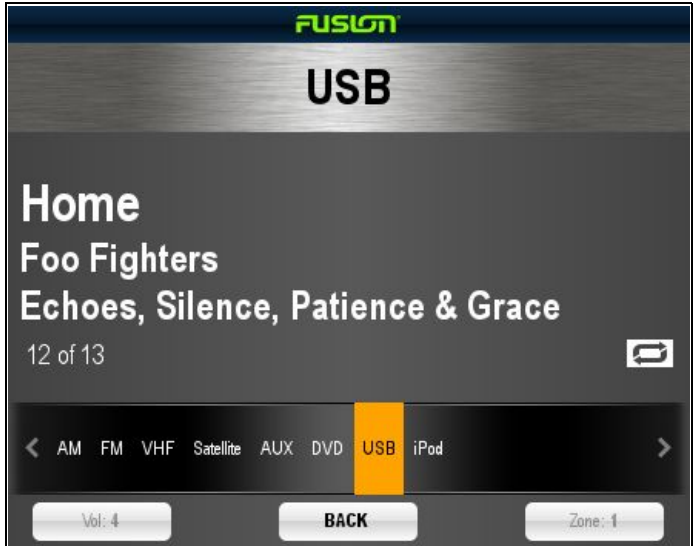 FUSION
USB
Home
Foo Fighters
Echoes, Silence, Patience & Grace
12 of 13
AM FM VHF Satellite AUX DVD USB iPod
Vol: 4 BACK Zone: 1